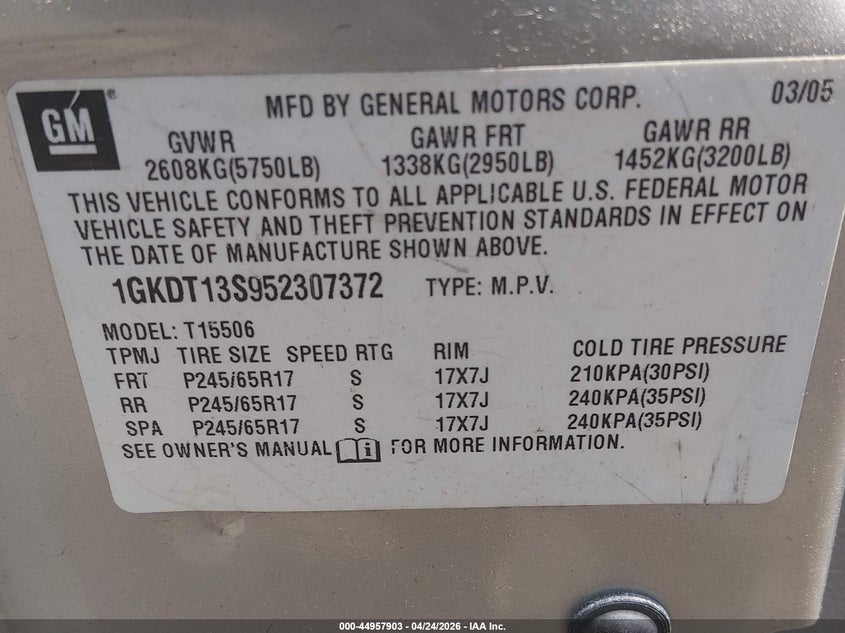 GM®
MFD BY GENERAL MOTORS CORP. 03/05
GVWR GAWR FRT GAWR RR
2608KG(5750LB) 1338KG(2950LB) 1452KG(3200LB)
THIS VEHICLE CONFORMS TO ALL APPLICABLE U.S. FEDERAL MOTOR
VEHICLE SAFETY AND THEFT PREVENTION STANDARDS IN EFFECT ON
THE DATE OF MANUFACTURE SHOWN ABOVE.
1GKDT13S952307372 TYPE: M.P.V.
MODEL: T15506
TPMJ TIRE SIZE SPEED RTG RIM COLD TIRE PRESSURE
FRT P245/65R17 S 17X7J 210KPA(30PSI)
RR P245/65R17 S 17X7J 240KPA(35PSI)
SPA P245/65R17 S 17X7J 240KPA(35PSI)
SEE OWNER'S MANUAL i FOR MORE INFORMATION.
000-44957903 - 04/24/2026 - IAA Inc.